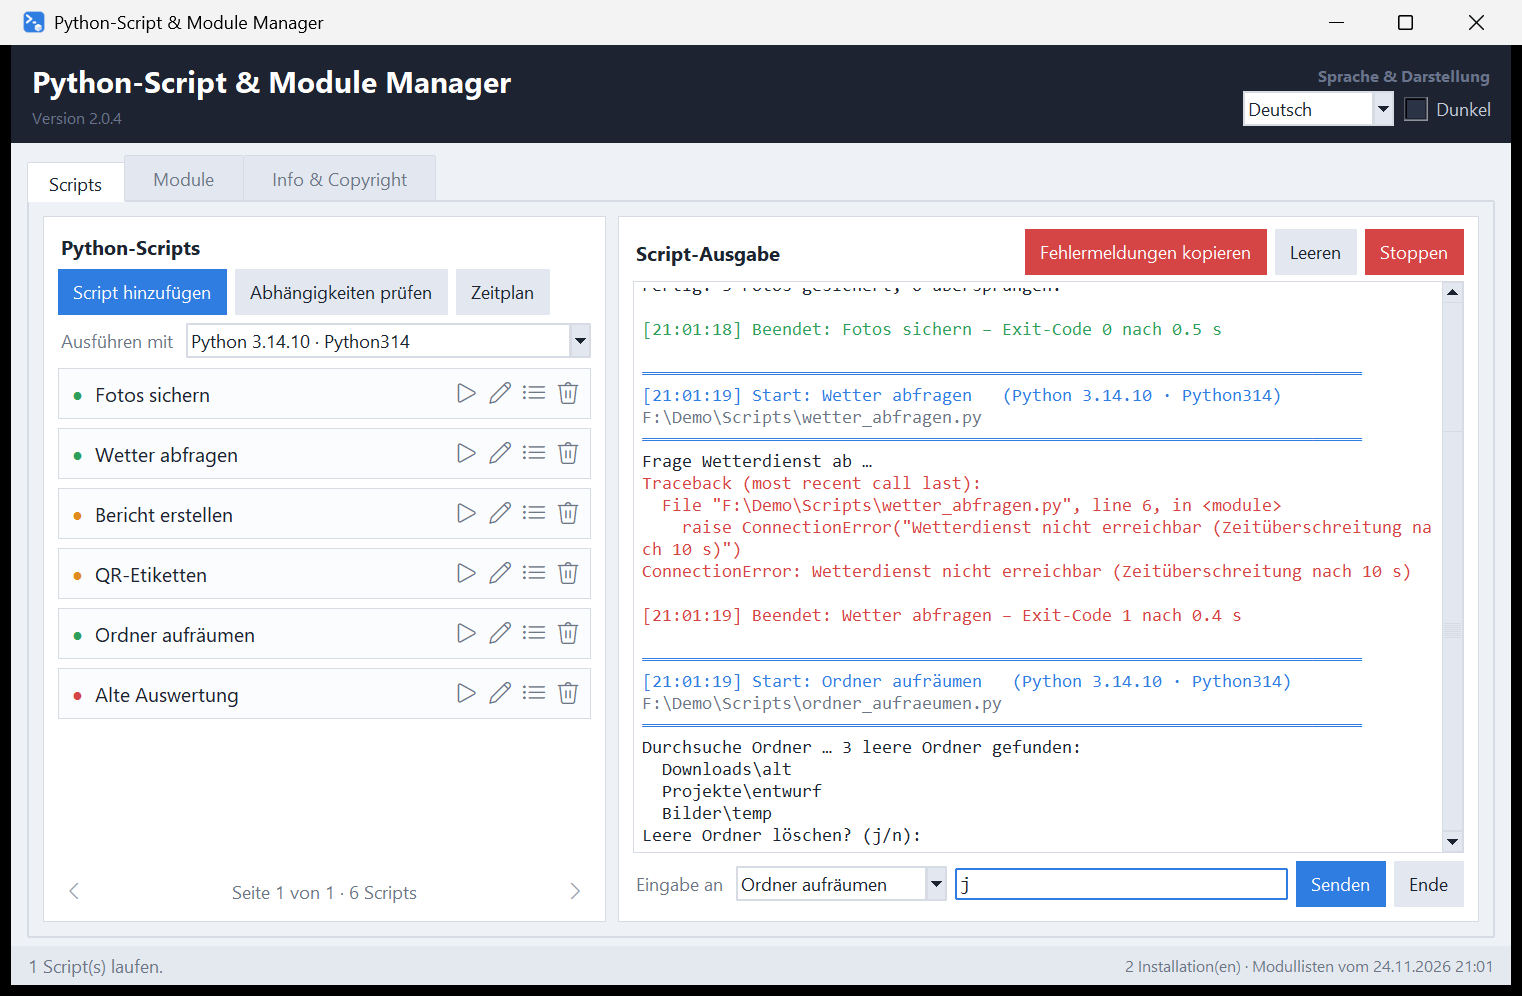 Python-Script & Module Manager
Python-Script & Module Manager
Version 2.0.4
Sprache & Darstellung
Deutsch
Dunkel
Scripts
Module
Info & Copyright
Python-Scripts
Script hinzufügen
Abhängigkeiten prüfen
Zeitplan
Ausführen mit
Python 3.14.10 · Python314
Fotos sichern
Wetter abfragen
Bericht erstellen
QR-Etiketten
Ordner aufräumen
Alte Auswertung
Seite 1 von 1 · 6 Scripts
Script-Ausgabe
Fehlermeldungen kopieren
Leeren
Stoppen
[21:01:18] Beendet: Fotos sichern – Exit-Code 0 nach 0.5 s
[21:01:19] Start: Wetter abfragen (Python 3.14.10 · Python314)
F:\Demo\Scripts\wetter_abfragen.py
Frage Wetterdienst ab …
Traceback (most recent call last):
File "F:\Demo\Scripts\wetter_abfragen.py", line 6, in <module>
raise ConnectionError("Wetterdienst nicht erreichbar (Zeitüberschreitung na
ch 10 s)")
ConnectionError: Wetterdienst nicht erreichbar (Zeitüberschreitung nach 10 s)
[21:01:19] Beendet: Wetter abfragen – Exit-Code 1 nach 0.4 s
[21:01:19] Start: Ordner aufräumen (Python 3.14.10 · Python314)
F:\Demo\Scripts\ordner_aufraeumen.py
Durchsuche Ordner … 3 leere Ordner gefunden:
Downloads\alt
Projekte\entwurf
Bilder\temp
Leere Ordner löschen? (j/n):
Eingabe an
Ordner aufräumen
j
Senden
Ende
1 Script(s) laufen.
2 Installation(en) · Modullisten vom 24.11.2026 21:01